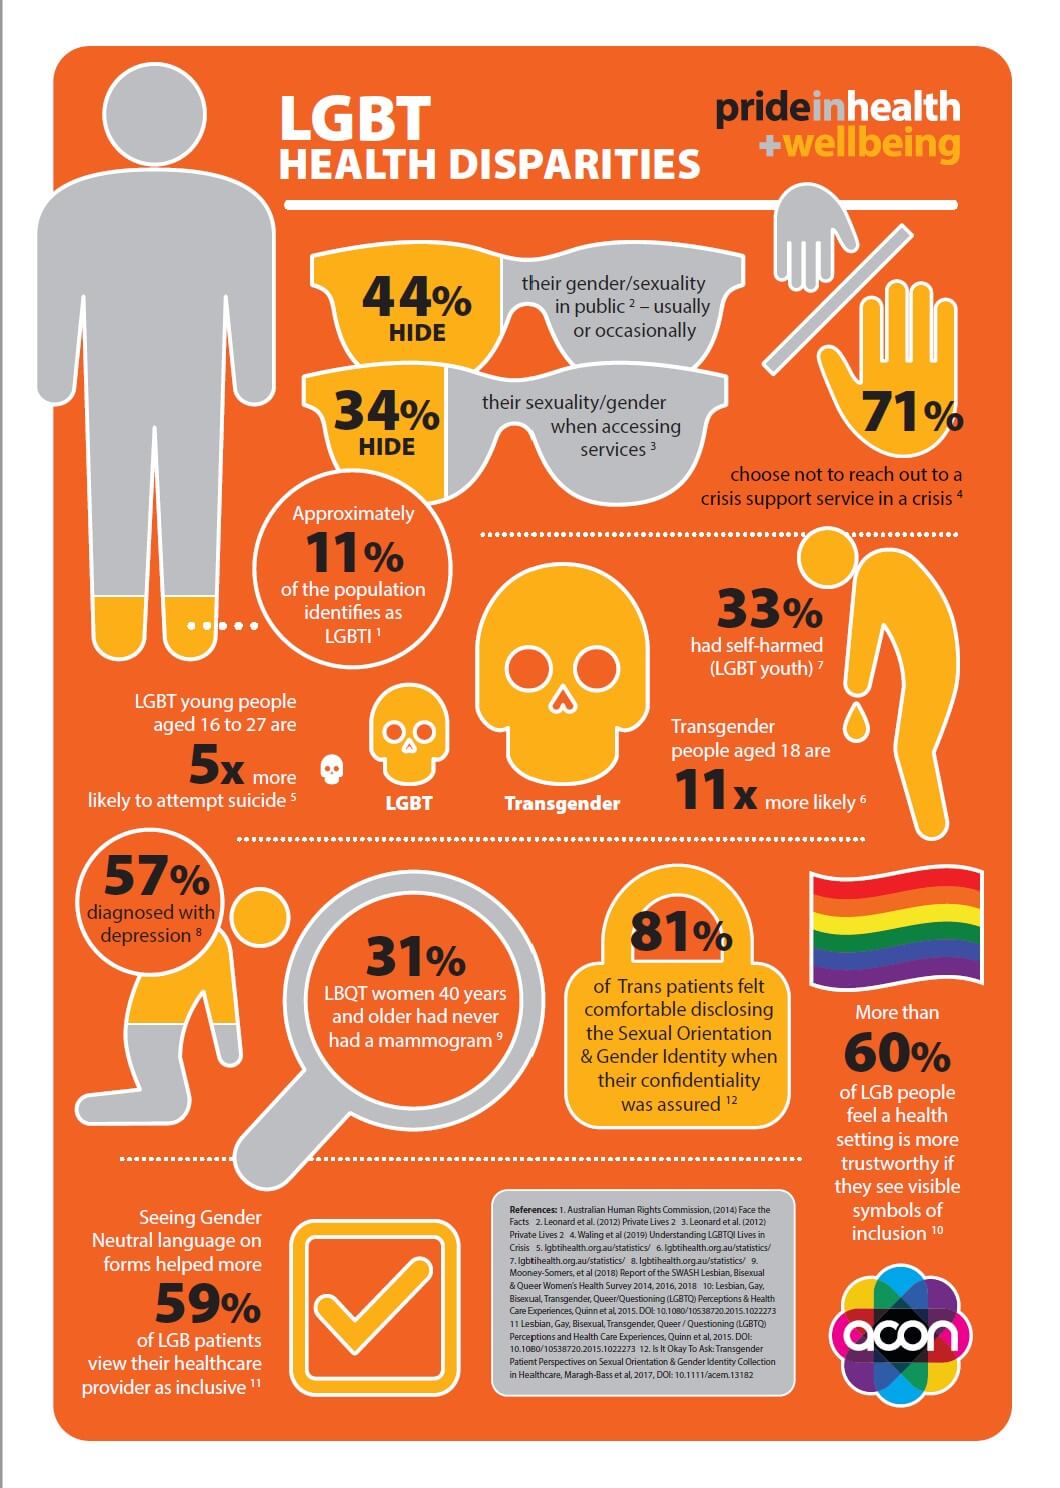 LGBT
HEALTH DISPARITIES
prideinhealth
+wellbeing
44%
HIDE
their gender/sexuality
in public 2 – usually
or occasionally
34%
HIDE
their sexuality/gender
when accessing
services 3
71%
choose not to reach out to a
crisis support service in a crisis 4
Approximately
11%
of the population
identifies as
LGBTI 1
33%
had self-harmed
(LGBT youth) 7
LGBT young people
aged 16 to 27 are
5x more
likely to attempt suicide 5
LGBT
Transgender
Transgender
people aged 18 are
11x more likely 6
57%
diagnosed with
depression 8
31%
LBQT women 40 years
and older had never
had a mammogram 9
81%
of Trans patients felt
comfortable disclosing
the Sexual Orientation
& Gender Identity when
their confidentiality
was assured 12
More than
60%
of LGB people
feel a health
setting is more
trustworthy if
they see visible
symbols of
inclusion 10
Seeing Gender
Neutral language on
forms helped more
59%
of LGB patients
view their healthcare
provider as inclusive 11
References: 1. Australian Human Rights Commission, (2014) Face the
Facts 2. Leonard et al. (2012) Private Lives 2 3. Leonard et al. (2012)
Private Lives 2 4. Waling et al (2019) Understanding LGBTQI Lives in
Crisis 5. lgbtihealth.org.au/statistics/ 6. lgbtihealth.org.au/statistics/
7. lgbtihealth.org.au/statistics/ 8. lgbtihealth.org.au/statistics/ 9.
Mooney-Somers, et al (2018) Report of the SWASH Lesbian, Bisexual
& Queer Women's Health Survey 2014, 2016, 2018 10: Lesbian, Gay,
Bisexual, Transgender, Queer/Questioning (LGBTQ) Perceptions & Health
Care Experiences, Quinn et al, 2015. DOI: 10.1080/10538720.2015.1022273
11 Lesbian, Gay, Bisexual, Transgender, Queer / Questioning (LGBTQ)
Perceptions and Health Care Experiences, Quinn et al, 2015. DOI:
10.1080/10538720.2015.1022273 12. Is It Okay To Ask: Transgender
Patient Perspectives on Sexual Orientation & Gender Identity Collection
in Healthcare, Maragh-Bass et al, 2017, DOI: 10.1111/acem.13182
acon